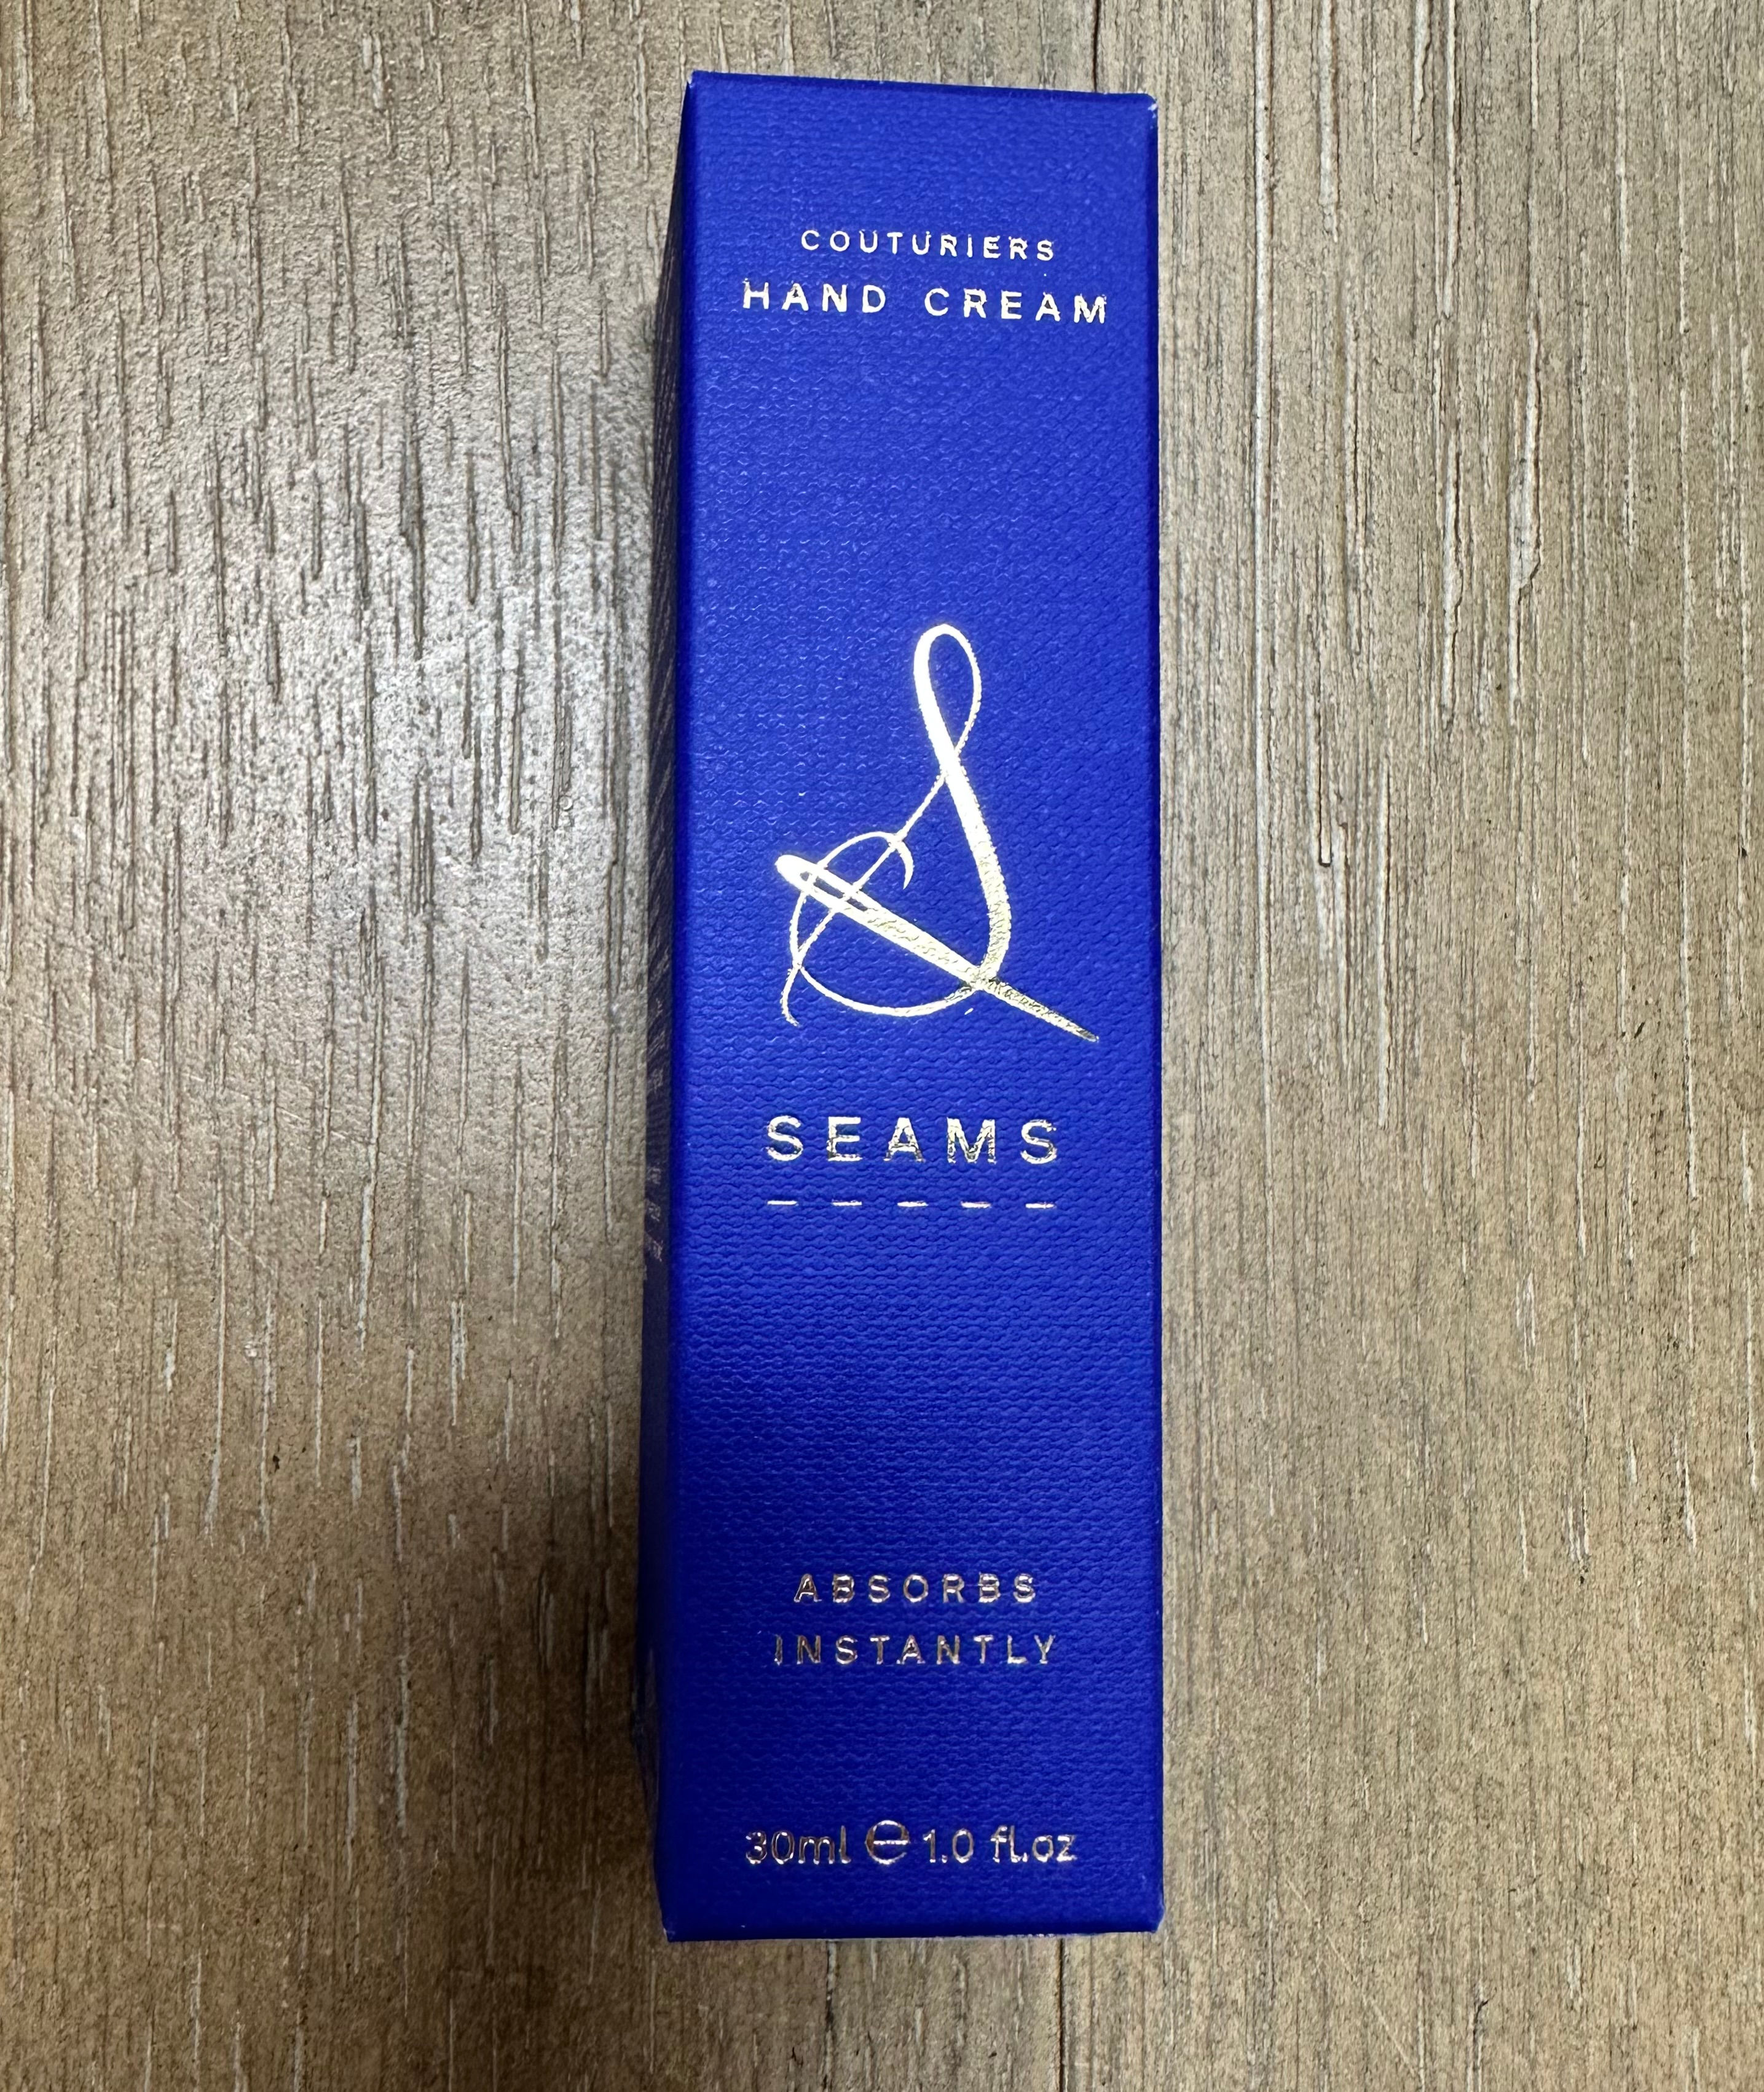 COUTURIERS
HAND CREAM
SEAMS
ABSORBS
INSTANTLY
30ml ℮ 1.0 fl.oz